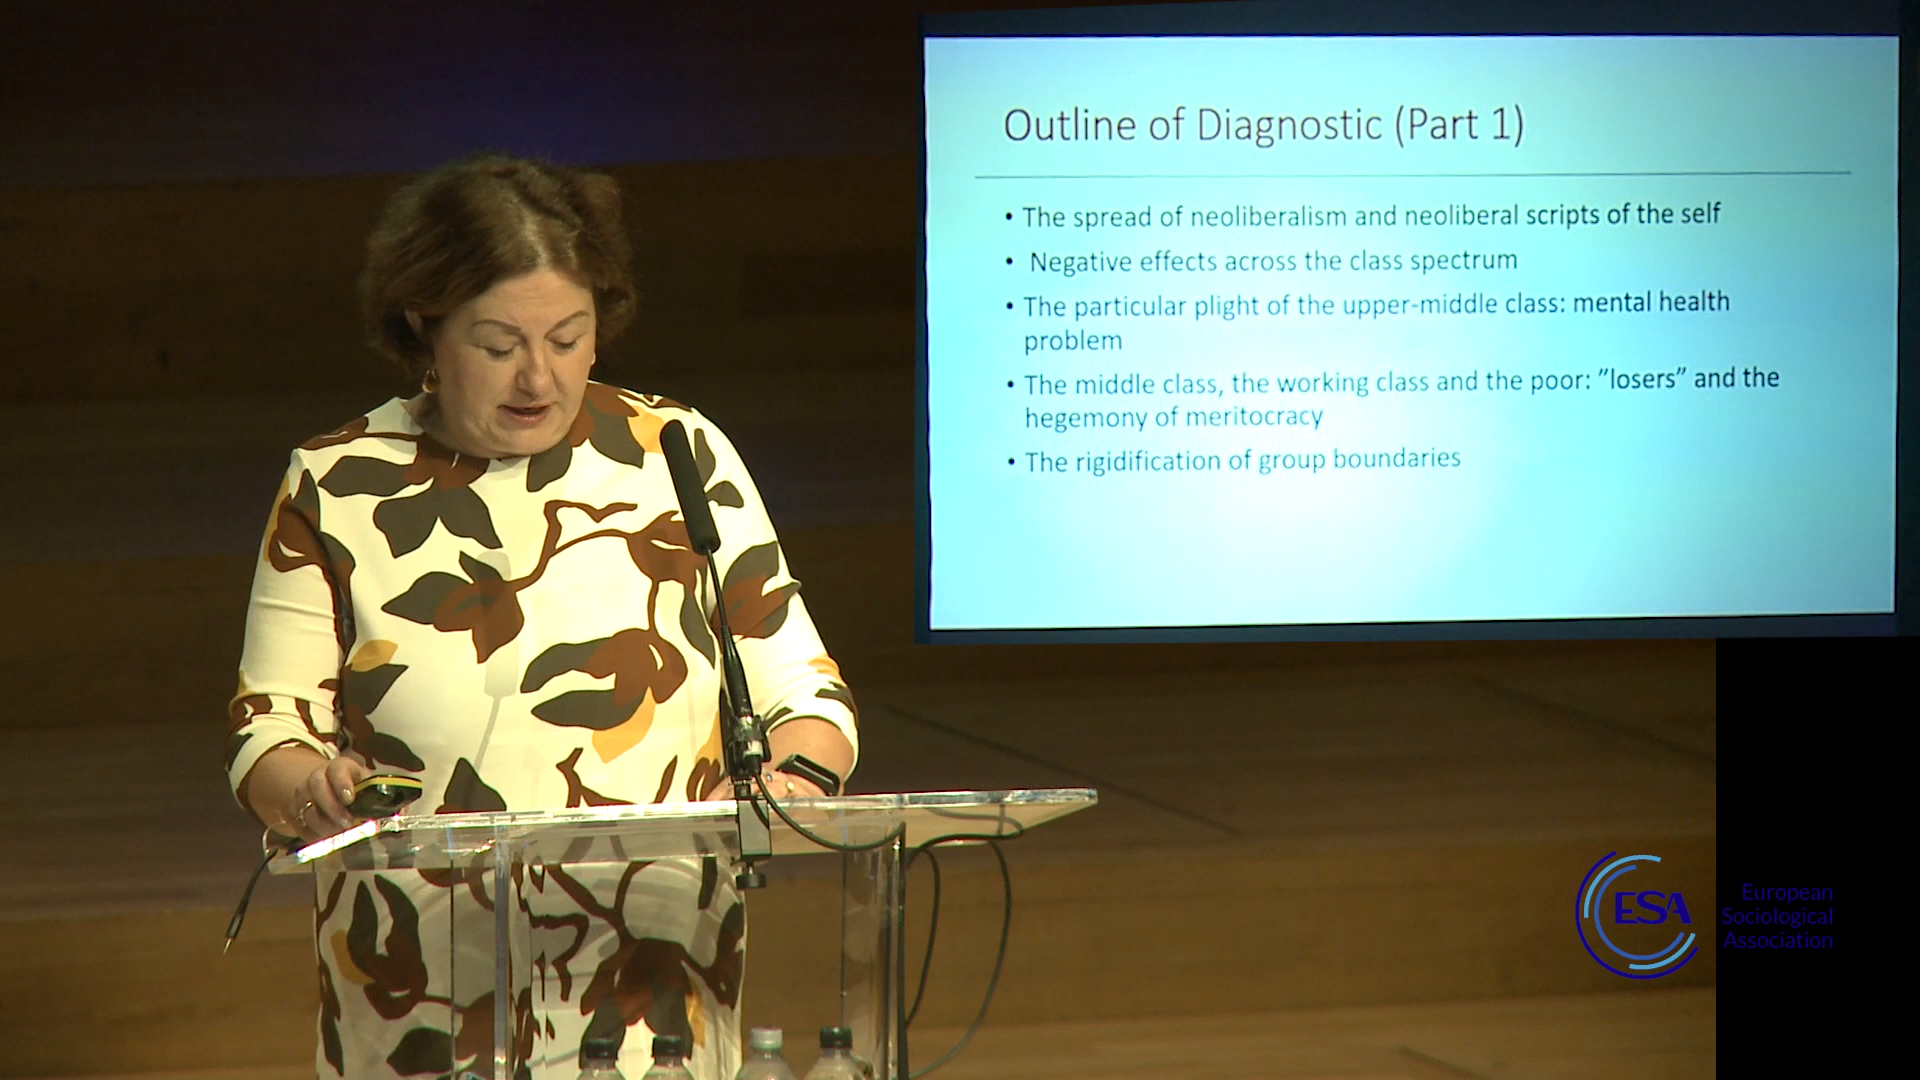 Outline of Diagnostic (Part 1)
• The spread of neoliberalism and neoliberal scripts of the self
• Negative effects across the class spectrum
• The particular plight of the upper-middle class: mental health
problem
• The middle class, the working class and the poor: ”losers” and the
hegemony of meritocracy
• The rigidification of group boundaries
ESA
European
Sociological
Association